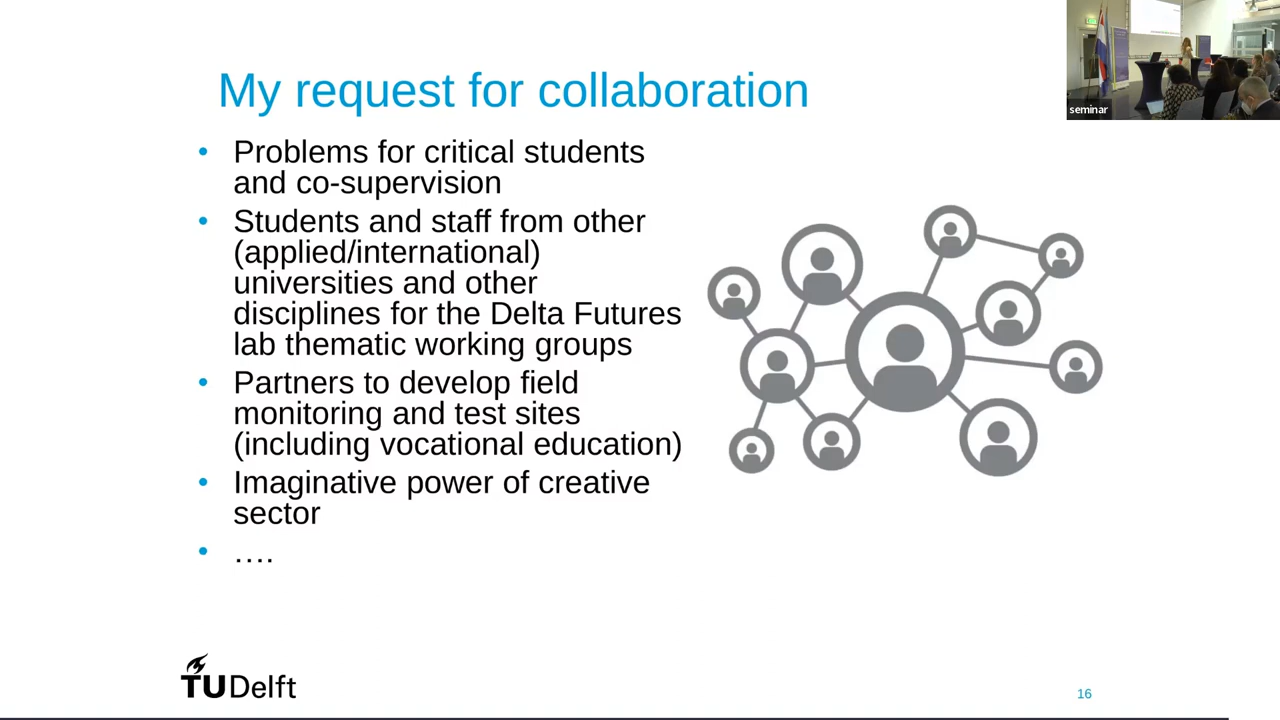 My request for collaboration
• Problems for critical students
and co-supervision
• Students and staff from other
(applied/international)
universities and other
disciplines for the Delta Futures
lab thematic working groups
• Partners to develop field
monitoring and test sites
(including vocational education)
• Imaginative power of creative
sector
• ....
TUDelft
16
seminar